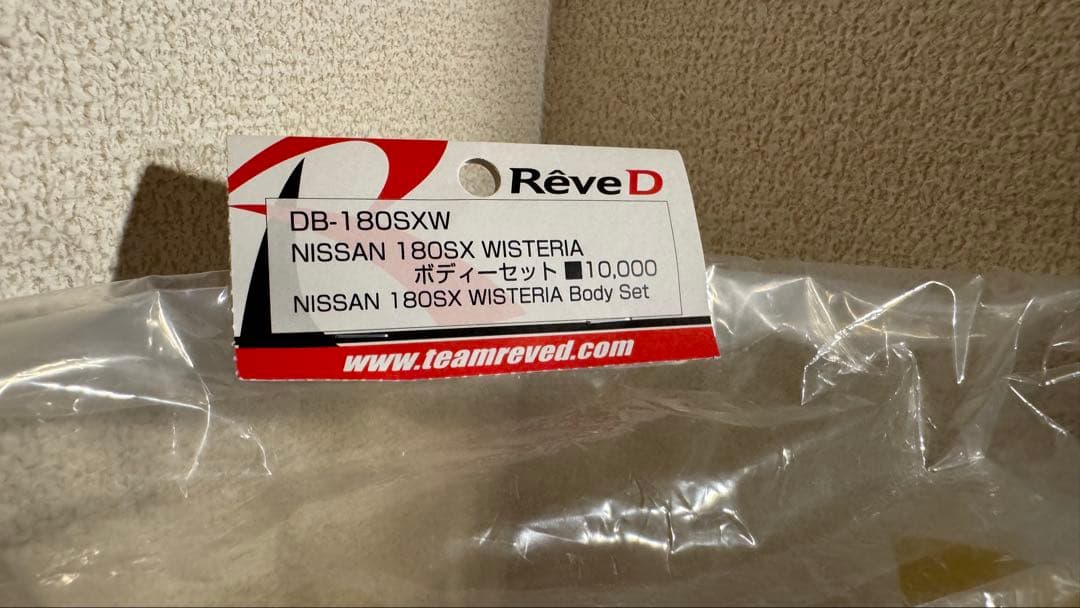 RêveD
DB-180SXW
NISSAN 180SX WISTERIA
ボディーセット ■10,000
NISSAN 180SX WISTERIA Body Set
www.teamreved.com